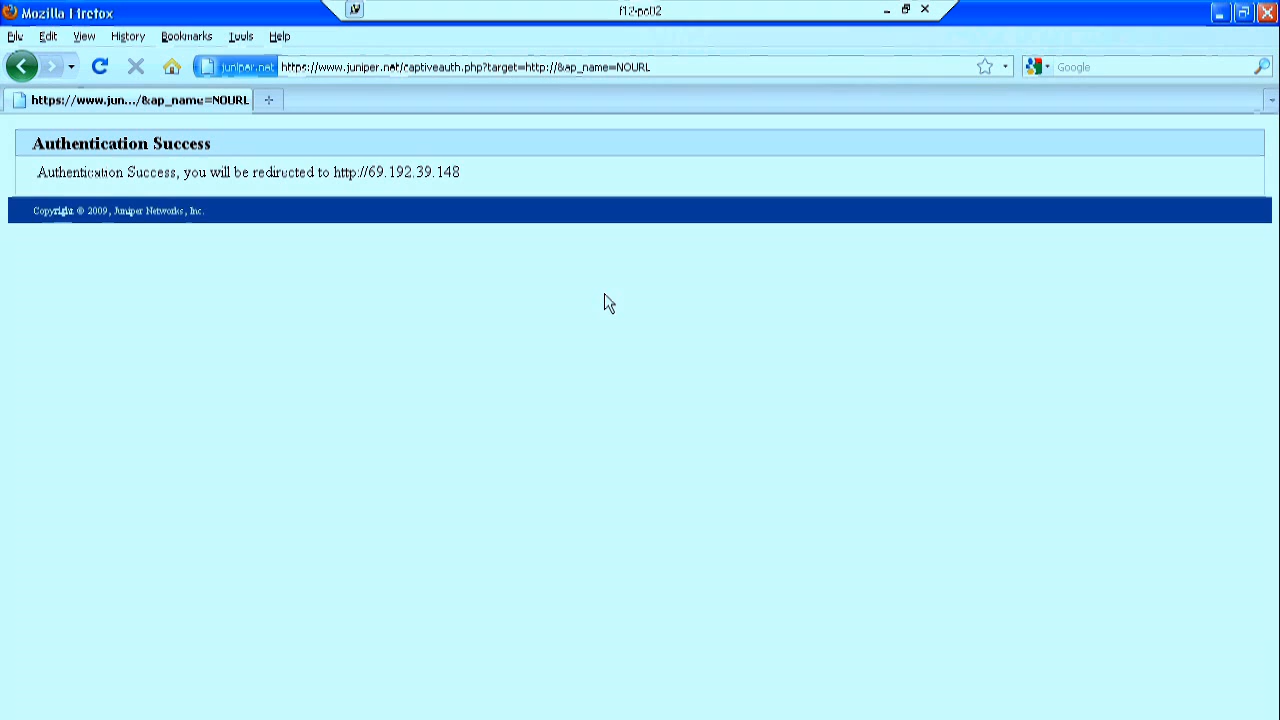 Mozilla Firefox
f12-pc02
File Edit View History Bookmarks Tools Help
juniper.net https://www.juniper.net/captiveauth.php?target=http://&ap_name=NOURL Google
https://www.jun.../&ap_name=NOURL
Authentication Success
Authentication Success, you will be redirected to http://69.192.39.148
Copyright © 2009, Juniper Networks, Inc.